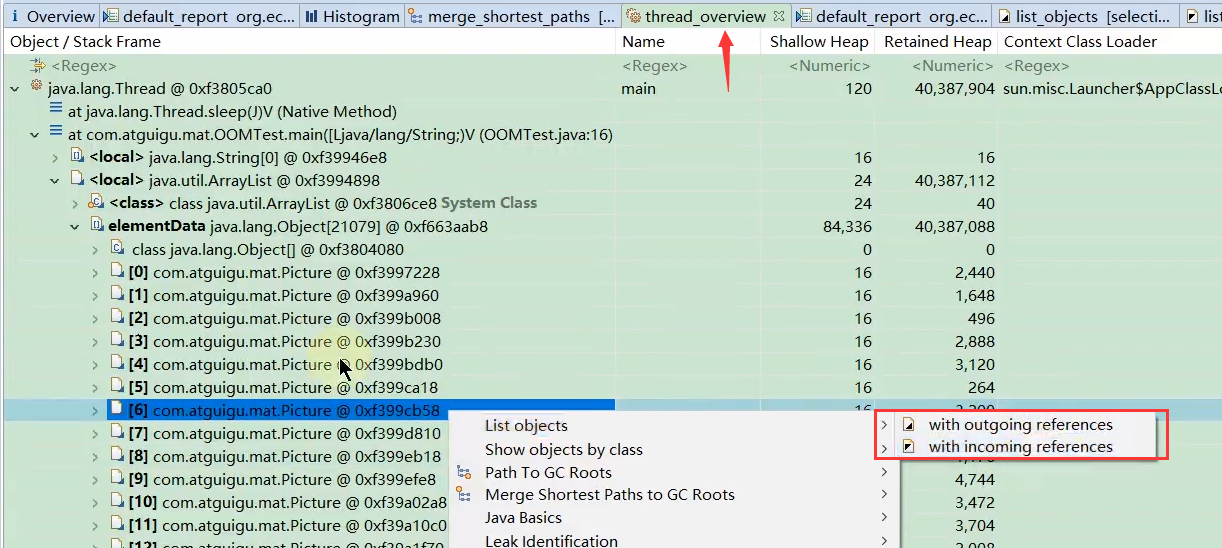 Overview default_report org.ec... Histogram merge_shortest_paths [... thread_overview default_report org.ec... list_objects [selecti... list
Object / Stack Frame Name Shallow Heap Retained Heap Context Class Loader
<Regex> <Regex> <Numeric> <Numeric> <Regex>
java.lang.Thread @ 0xf3805ca0 main 120 40,387,904 sun.misc.Launcher$AppClassLo
at java.lang.Thread.sleep(J)V (Native Method)
at com.atguigu.mat.OOMTest.main([Ljava/lang/String;)V (OOMTest.java:16)
<local> java.lang.String[0] @ 0xf39946e8 16 16
<local> java.util.ArrayList @ 0xf3994898 24 40,387,112
<class> class java.util.ArrayList @ 0xf3806ce8 System Class 24 40
elementData java.lang.Object[21079] @ 0xf663aab8 84,336 40,387,088
class java.lang.Object[] @ 0xf3804080 0 0
[0] com.atguigu.mat.Picture @ 0xf3997228 16 2,440
[1] com.atguigu.mat.Picture @ 0xf399a960 16 1,648
[2] com.atguigu.mat.Picture @ 0xf399b008 16 496
[3] com.atguigu.mat.Picture @ 0xf399b230 16 2,888
[4] com.atguigu.mat.Picture @ 0xf399bdb0 16 3,120
[5] com.atguigu.mat.Picture @ 0xf399ca18 16 264
[6] com.atguigu.mat.Picture @ 0xf399cb58 16
List objects with outgoing references
[7] com.atguigu.mat.Picture @ 0xf399d810
Show objects by class with incoming references
[8] com.atguigu.mat.Picture @ 0xf399eb18
Path To GC Roots
[9] com.atguigu.mat.Picture @ 0xf399efe8 4,744
Merge Shortest Paths to GC Roots
[10] com.atguigu.mat.Picture @ 0xf39a02a8 3,472
Java Basics
[11] com.atguigu.mat.Picture @ 0xf39a10c0 3,704
Leak Identification